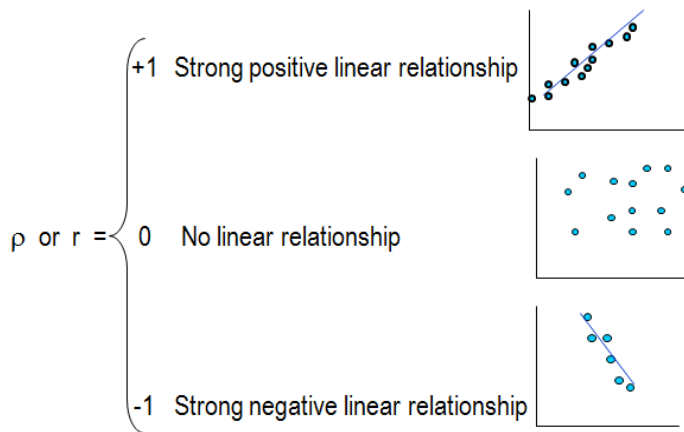 +1 Strong positive linear relationship
ρ or r = 0 No linear relationship
-1 Strong negative linear relationship